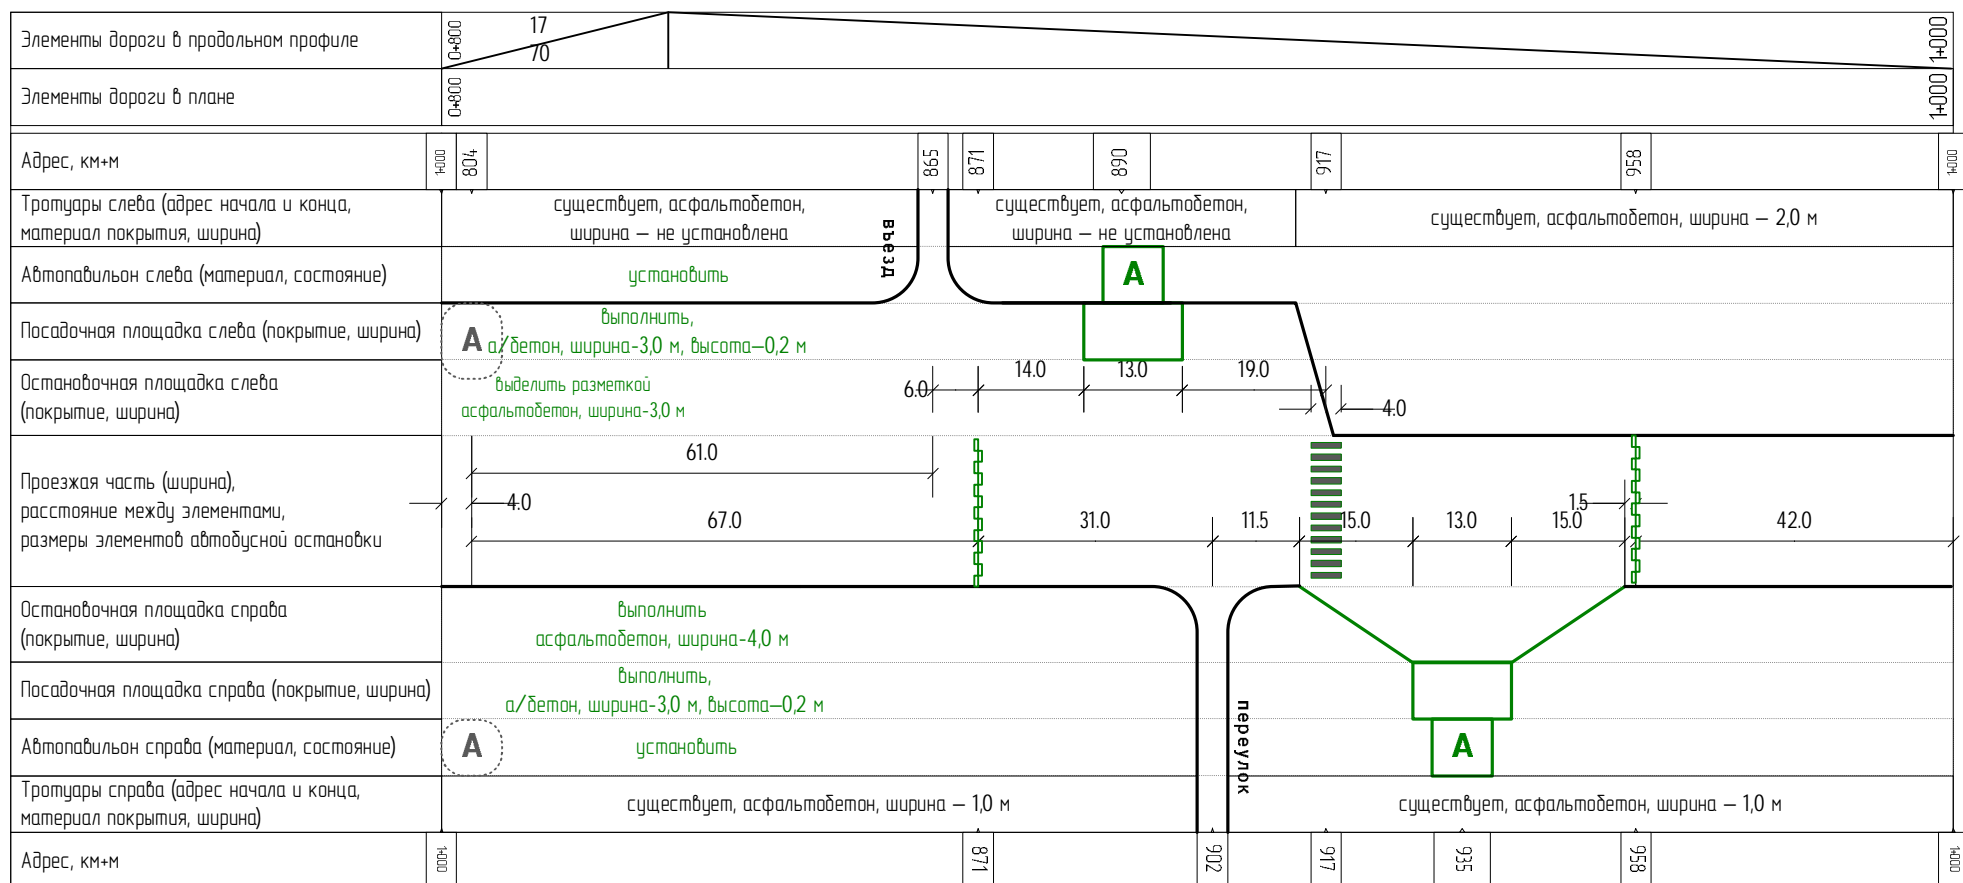 Элементы дороги в продольном профиле
0+800
17
70
1+000
Элементы дороги в плане
0+800
1+000
Адрес, км+м
1+000
804
865
871
890
917
958
1+000
Тротуары слева (адрес начала и конца,
материал покрытия, ширина)
существует, асфальтобетон,
ширина – не установлена
въезд
существует, асфальтобетон,
ширина – не установлена
существует, асфальтобетон, ширина – 2,0 м
Автопавильон слева (материал, состояние)
установить
А
Посадочная площадка слева (покрытие, ширина)
А
выполнить,
а/бетон, ширина-3,0 м, высота–0,2 м
Остановочная площадка слева
(покрытие, ширина)
выделить разметкой
асфальтобетон, ширина-3,0 м
6.0
14.0
13.0
19.0
4.0
Проезжая часть (ширина),
расстояние между элементами,
размеры элементов автобусной остановки
61.0
4.0
67.0
31.0
11.5
15.0
13.0
15.0
1.5
42.0
Остановочная площадка справа
(покрытие, ширина)
выполнить
асфальтобетон, ширина-4,0 м
Посадочная площадка справа (покрытие, ширина)
выполнить,
а/бетон, ширина-3,0 м, высота–0,2 м
переулок
Автопавильон справа (материал, состояние)
А
установить
А
Тротуары справа (адрес начала и конца,
материал покрытия, ширина)
существует, асфальтобетон, ширина – 1,0 м
существует, асфальтобетон, ширина – 1,0 м
Адрес, км+м
1+000
871
902
917
935
958
1+000